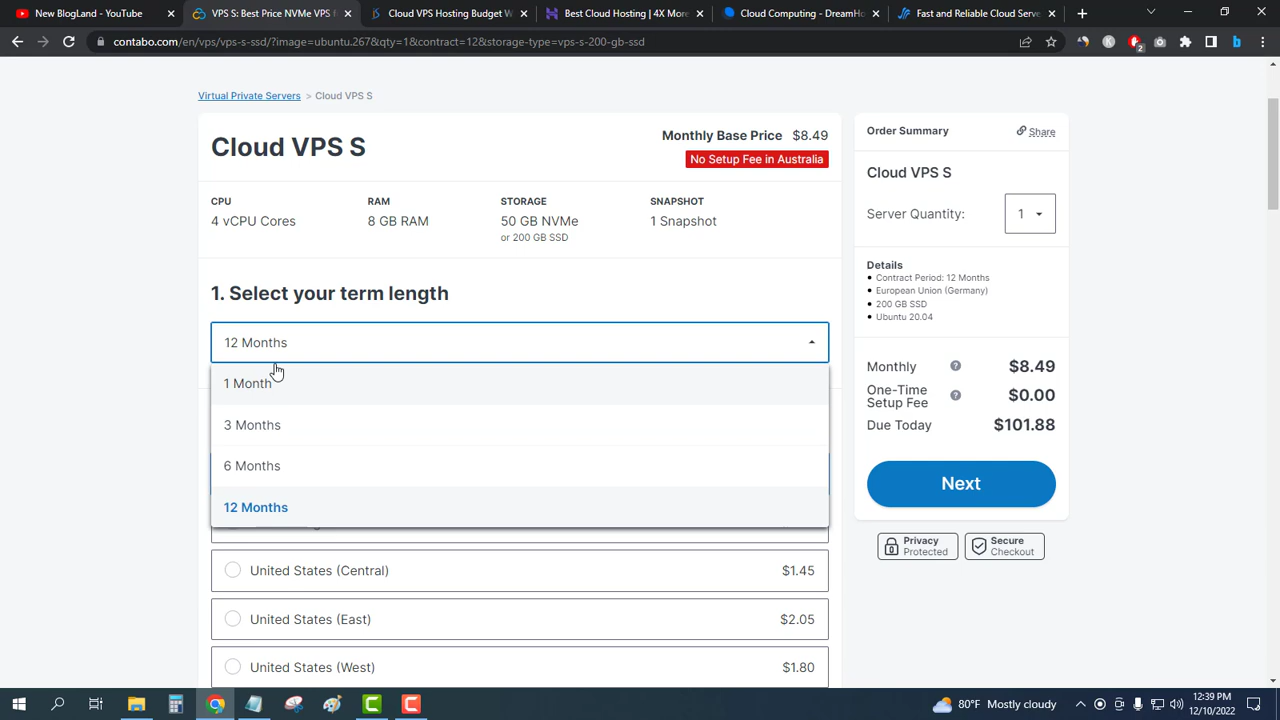 New BlogLand - YouTube
VPS S: Best Price NVMe VPS f
Cloud VPS Hosting Budget W
Best Cloud Hosting | 4X More
Cloud Computing - DreamHo
Fast and Reliable Cloud Serve
contabo.com/en/vps/vps-s-ssd/?image=ubuntu.267&qty=1&contract=12&storage-type=vps-s-200-gb-ssd
Virtual Private Servers > Cloud VPS S
Cloud VPS S
Monthly Base Price $8.49
No Setup Fee in Australia
CPU
4 vCPU Cores
RAM
8 GB RAM
STORAGE
50 GB NVMe
or 200 GB SSD
SNAPSHOT
1 Snapshot
1. Select your term length
12 Months
1 Month
3 Months
6 Months
12 Months
United States (Central) $1.45
United States (East) $2.05
United States (West) $1.80
Order Summary
Share
Cloud VPS S
Server Quantity: 1
Details
Contract Period: 12 Months
European Union (Germany)
200 GB SSD
Ubuntu 20.04
Monthly ? $8.49
One-Time
Setup Fee ? $0.00
Due Today $101.88
Next
Privacy
Protected
Secure
Checkout
80°F Mostly cloudy
12:39 PM
12/10/2022